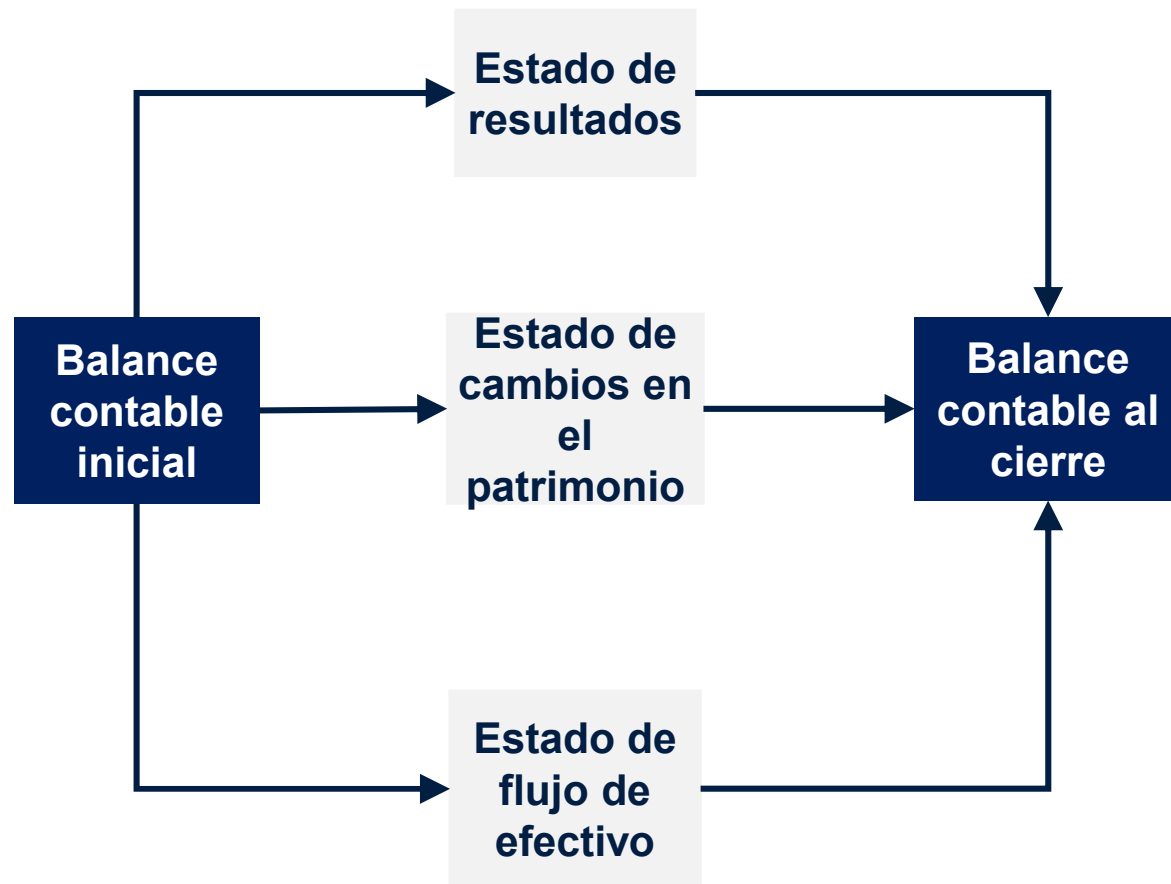 Estado de
resultados
Balance
contable
inicial
Estado de
cambios en
el
patrimonio
Balance
contable al
cierre
Estado de
flujo de
efectivo